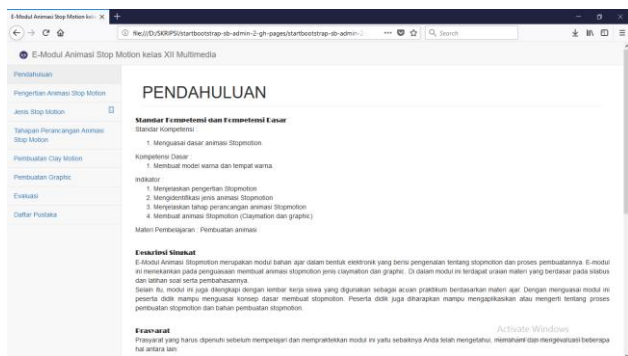 E-Modul Animasi Stop Motion kela
file:///D:/SKRIPSI/startbootstrap-sb-admin-2-gh-pages/startbootstrap-sb-admin-2
Search
E-Modul Animasi Stop Motion kelas XII Multimedia
Pendahuluan
Pengertian Animasi Stop Motion
Jenis Stop Motion
Tahapan Perancangan Animasi
Stop Motion
Pembuatan Clay Motion
Pembuatan Graphic
Evaluasi
Daftar Pustaka
PENDAHULUAN
Standar Kompetensi dan Kompetensi Dasar
Standar Kompetensi :
1. Menguasai dasar animasi Stopmotion.
Kompetensi Dasar :
1. Membuat model warna dan tempat warna.
Indikator :
1. Menjelaskan pengertian Stopmotion
2. Mengidentifikasi jenis animasi Stopmotion
3. Menjelaskan tahap perancangan animasi Stopmotion
4. Membuat animasi Stopmotion (Claymation dan graphic)
Materi Pembelajaran : Pembuatan animasi
Deskripsi Singkat
E-Modul Animasi Stopmotion merupakan modul bahan ajar dalam bentuk elektronik yang berisi pengenalan tentang stopmotion dan proses pembuatannya. E-modul
ini menekankan pada penguasaan membuat animasi stopmotion jenis claymation dan graphic. Di dalam modul ini terdapat uraian materi yang berdasar pada silabus
dan latihan soal serta pembahasannya.
Selain itu, modul ini juga dilengkapi dengan lembar kerja siswa yang digunakan sebagai acuan praktikum berdasarkan materi ajar. Dengan menguasai modul ini
peserta didik mampu menguasai konsep dasar membuat stopmotion. Peserta didik juga diharapkan mampu mengaplikasikan atau mengerti tentang proses
pembuatan stopmotion dan bahan pembuatan stopmotion.
Prasyarat
Prasyarat yang harus dipenuhi sebelum mempelajari dan mempraktekkan modul ini yaitu sebaiknya Anda telah mengetahui, memahami dan mengevaluasi beberapa
hal antara lain
Activate Windows